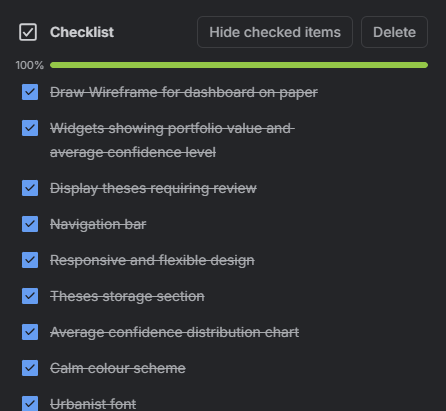 Checklist
Hide checked items
Delete
100%
Draw Wireframe for dashboard on paper
Widgets showing portfolio value and
average confidence level
Display theses requiring review
Navigation bar
Responsive and flexible design
Theses storage section
Average confidence distribution chart
Calm colour scheme
Urbanist font